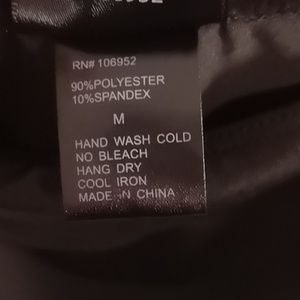 RN# 106952
90%POLYESTER
10%SPANDEX
M
HAND WASH COLD
NO BLEACH
HANG DRY
COOL IRON
MADE IN CHINA